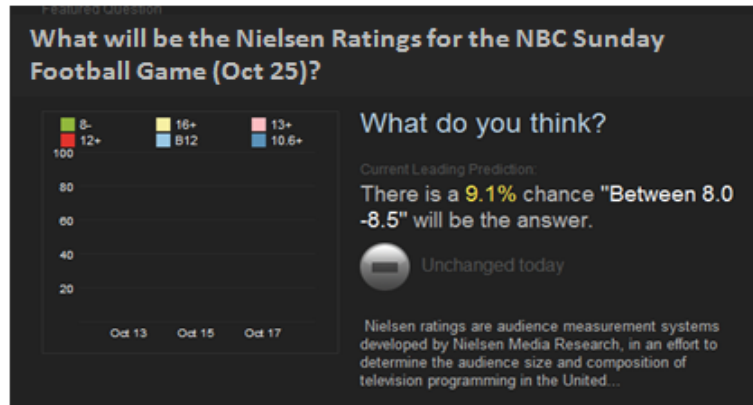 Featured Question
What will be the Nielsen Ratings for the NBC Sunday
Football Game (Oct 25)?
8- 16+ 13+
12+ B12 10.6+
100
80
60
40
20
Oct 13 Oct 15 Oct 17
What do you think?
Current Leading Prediction:
There is a 9.1% chance "Between 8.0
-8.5" will be the answer.
Unchanged today
Nielsen ratings are audience measurement systems
developed by Nielsen Media Research, in an effort to
determine the audience size and composition of
television programming in the United...